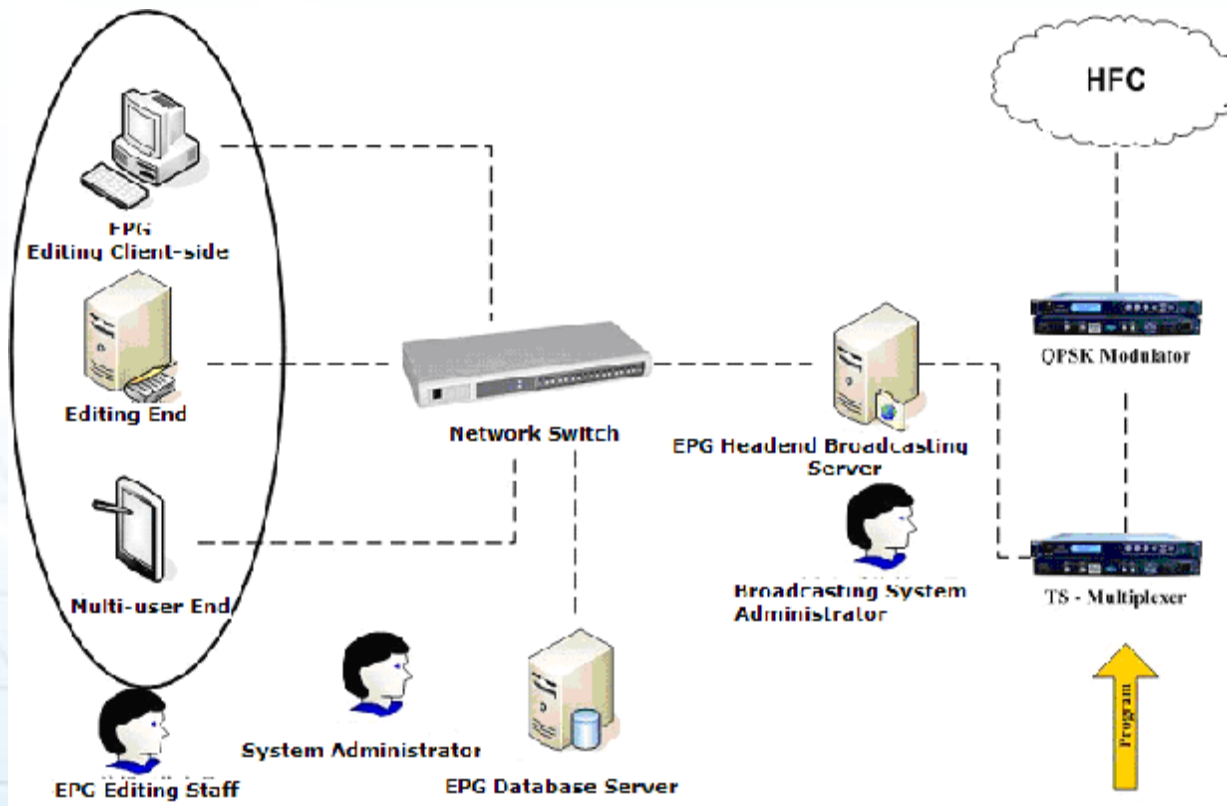 HFC
EPG
Editing Client-side
QPSK Modulator
Editing End
Network Switch
EPG Headend Broadcasting
Server
Multi-user End
Broadcasting System
Administrator
TS - Multiplexer
Program
System Administrator
EPG Database Server
EPG Editing Staff